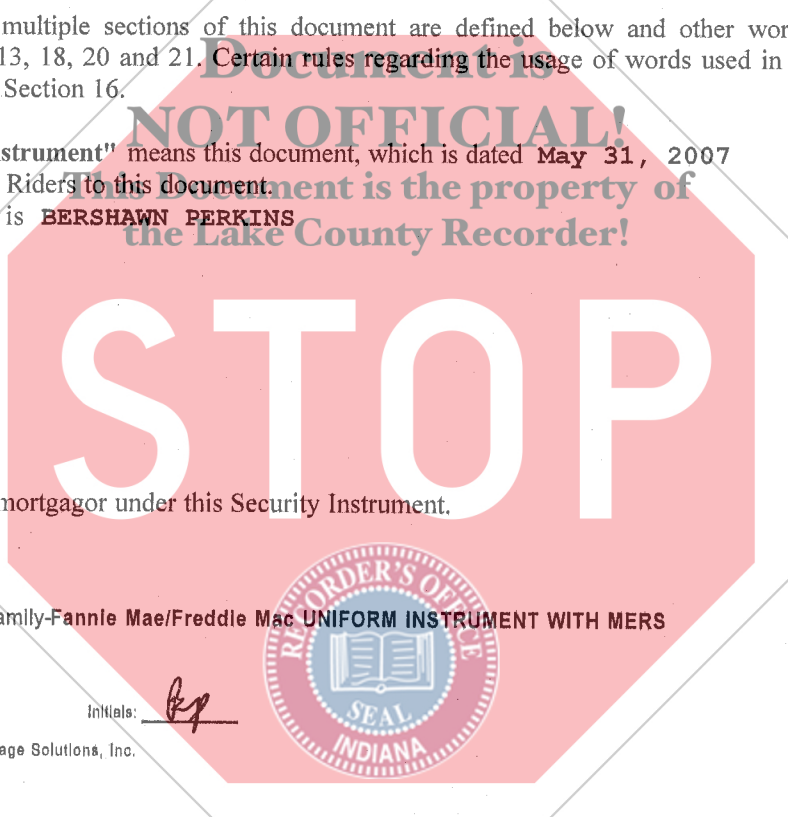 multiple sections of this document are defined below and other wor
13, 18, 20 and 21. Certain rules regarding the usage of words used in
Section 16.
Document is
NOT OFFICIAL!
strument" means this document, which is dated May 31, 2007
Riders to this document.
This Document is the property of
is BERSHAWN PERKINS
the Lake County Recorder!
STOP
mortgagor under this Security Instrument.
amily-Fannie Mae/Freddie Mac UNIFORM INSTRUMENT WITH MERS
RECORDER'S OFFICE
SEAL
INDIANA
Initials: BP
age Solutions, Inc.